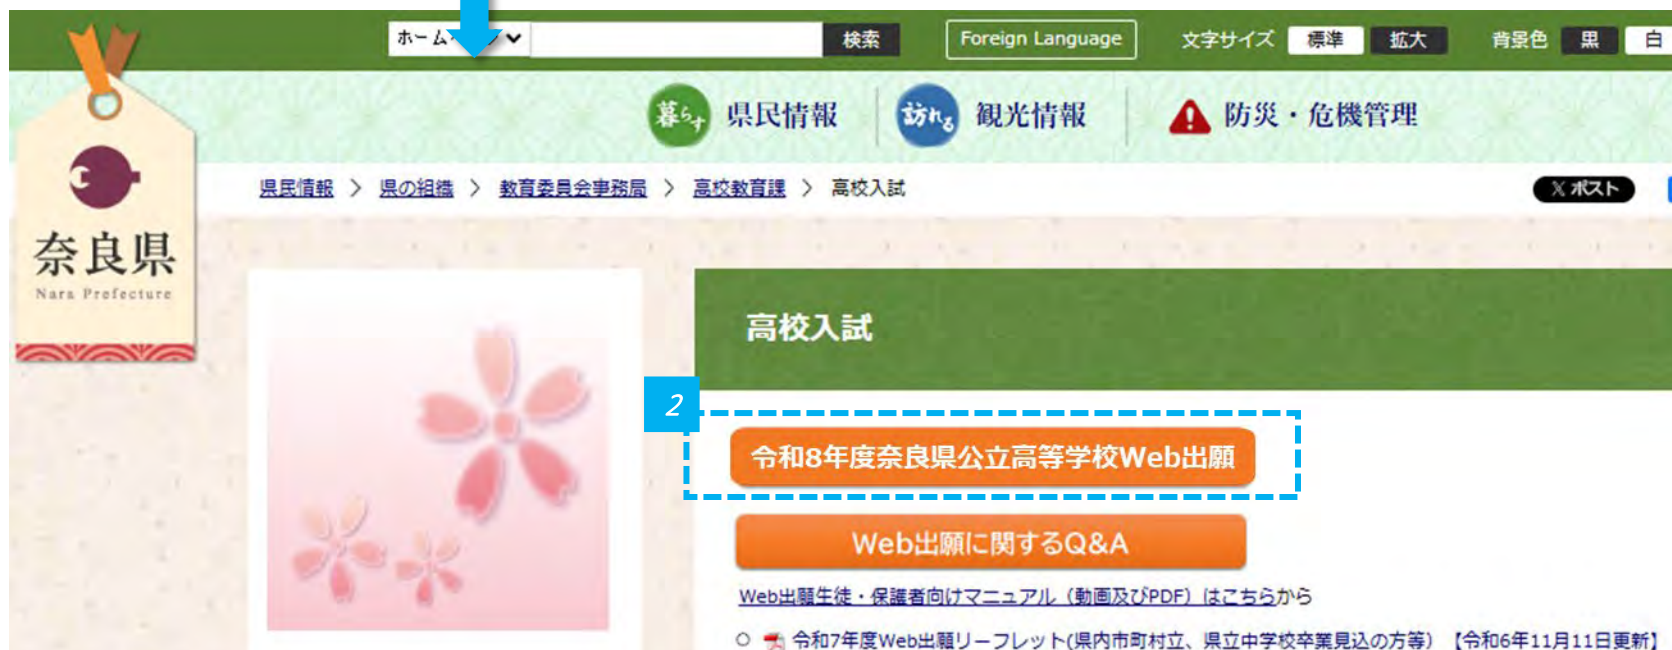 検索
Foreign Language
文字サイズ 標準 拡大
背景色 黒 白
暮らす 県民情報
訪れる 観光情報
防災・危機管理
県民情報 > 県の組織 > 教育委員会事務局 > 高校教育課 > 高校入試
X ポスト
奈良県
Nara Prefecture
高校入試
2
令和8年度奈良県公立高等学校Web出願
Web出願に関するQ&A
Web出願生徒・保護者向けマニュアル（動画及びPDF）はこちらから
令和7年度Web出願リーフレット(県内市町村立、県立中学校卒業見込の方等）【令和6年11月11日更新】